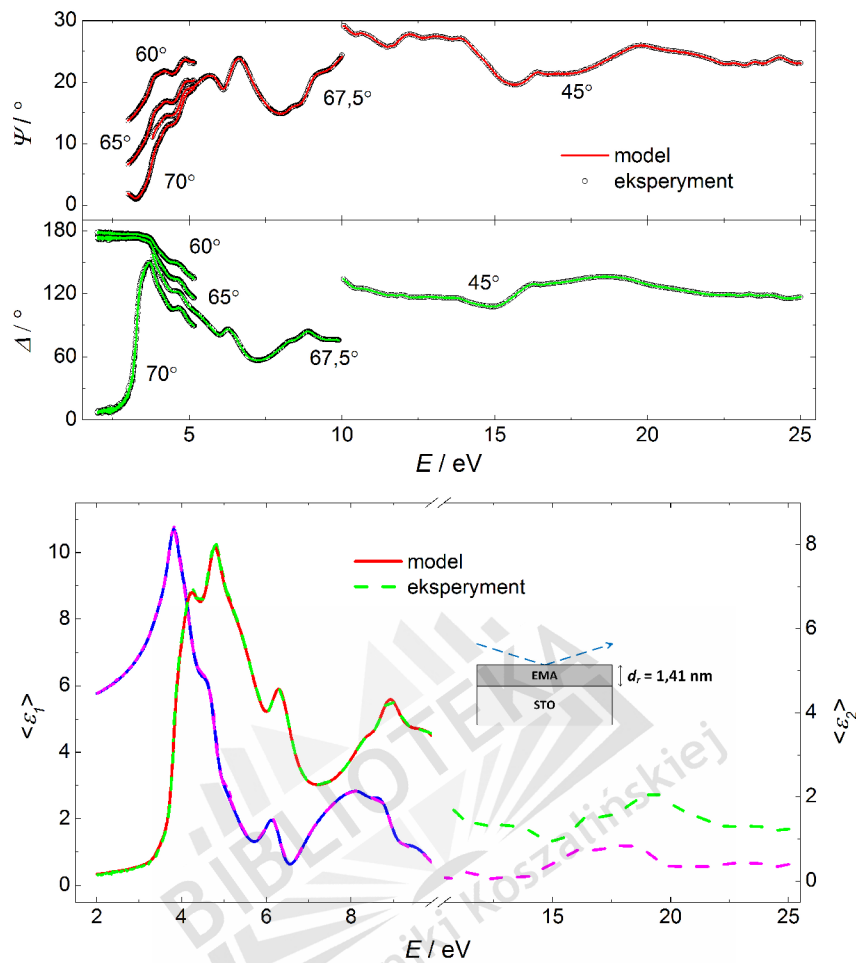 30
20
10
0
Ψ / °
60°
65°
70°
67,5°
45°
model
eksperyment
180
120
60
0
Δ / °
60°
65°
70°
67,5°
45°
5
10
15
20
25
E / eV
10
8
6
4
2
0
<ε1>
model
eksperyment
EMA
STO
dr = 1,41 nm
8
6
4
2
0
<ε2>
2
4
6
8
15
20
25
E / eV
BIBLIOTEKA
niki Koszalińskiej